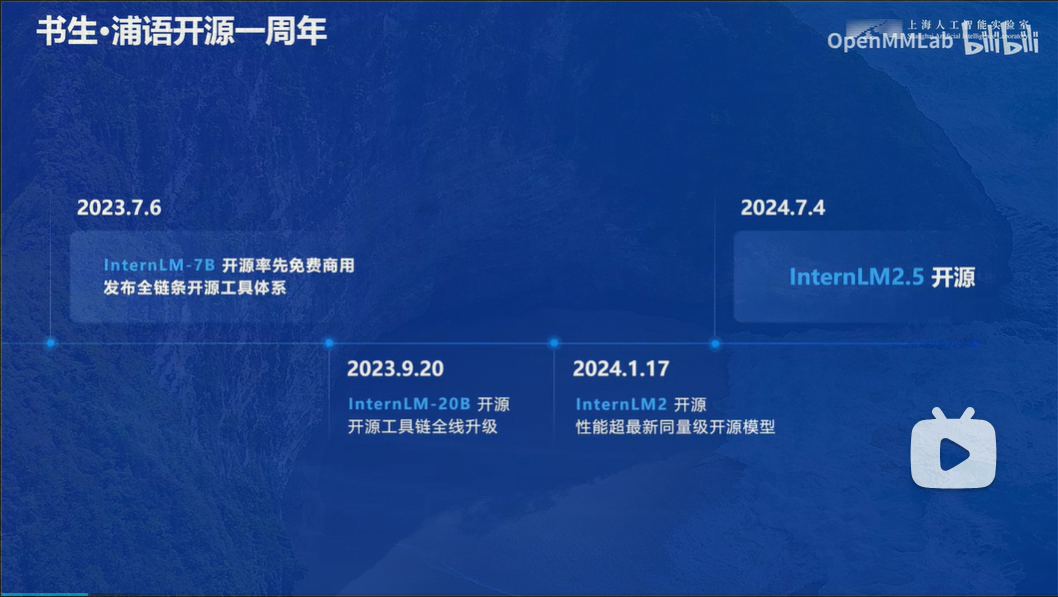 书生•浦语开源一周年
上海人工智能实验室
OpenMMLab bilibili
2023.7.6
InternLM-7B 开源率先免费商用
发布全链条开源工具体系
2024.7.4
InternLM2.5 开源
2023.9.20
InternLM-20B 开源
开源工具链全线升级
2024.1.17
InternLM2 开源
性能超最新同量级开源模型